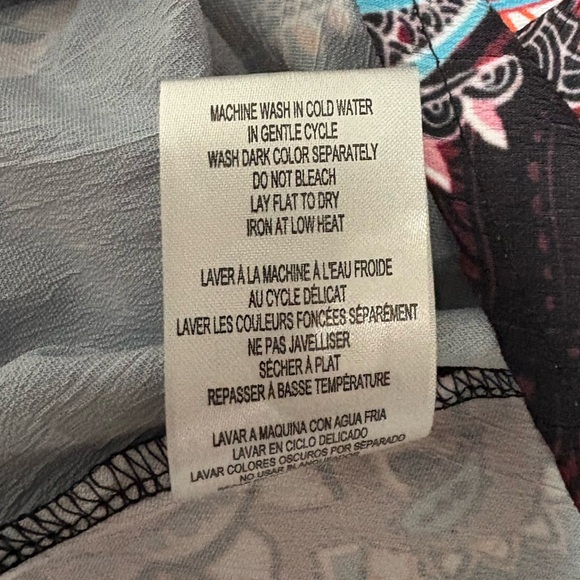 MACHINE WASH IN COLD WATER
IN GENTLE CYCLE
WASH DARK COLOR SEPARATELY
DO NOT BLEACH
LAY FLAT TO DRY
IRON AT LOW HEAT
LAVER À LA MACHINE À L'EAU FROIDE
AU CYCLE DÉLICAT
LAVER LES COULEURS FONCÉES SÉPARÉMENT
NE PAS JAVELLISER
SÉCHER À PLAT
REPASSER À BASSE TEMPÉRATURE
LAVAR A MAQUINA CON AGUA FRIA
LAVAR EN CICLO DELICADO
LAVAR COLORES OSCUROS POR SEPARADO
NO USAR BLANQUEADOR